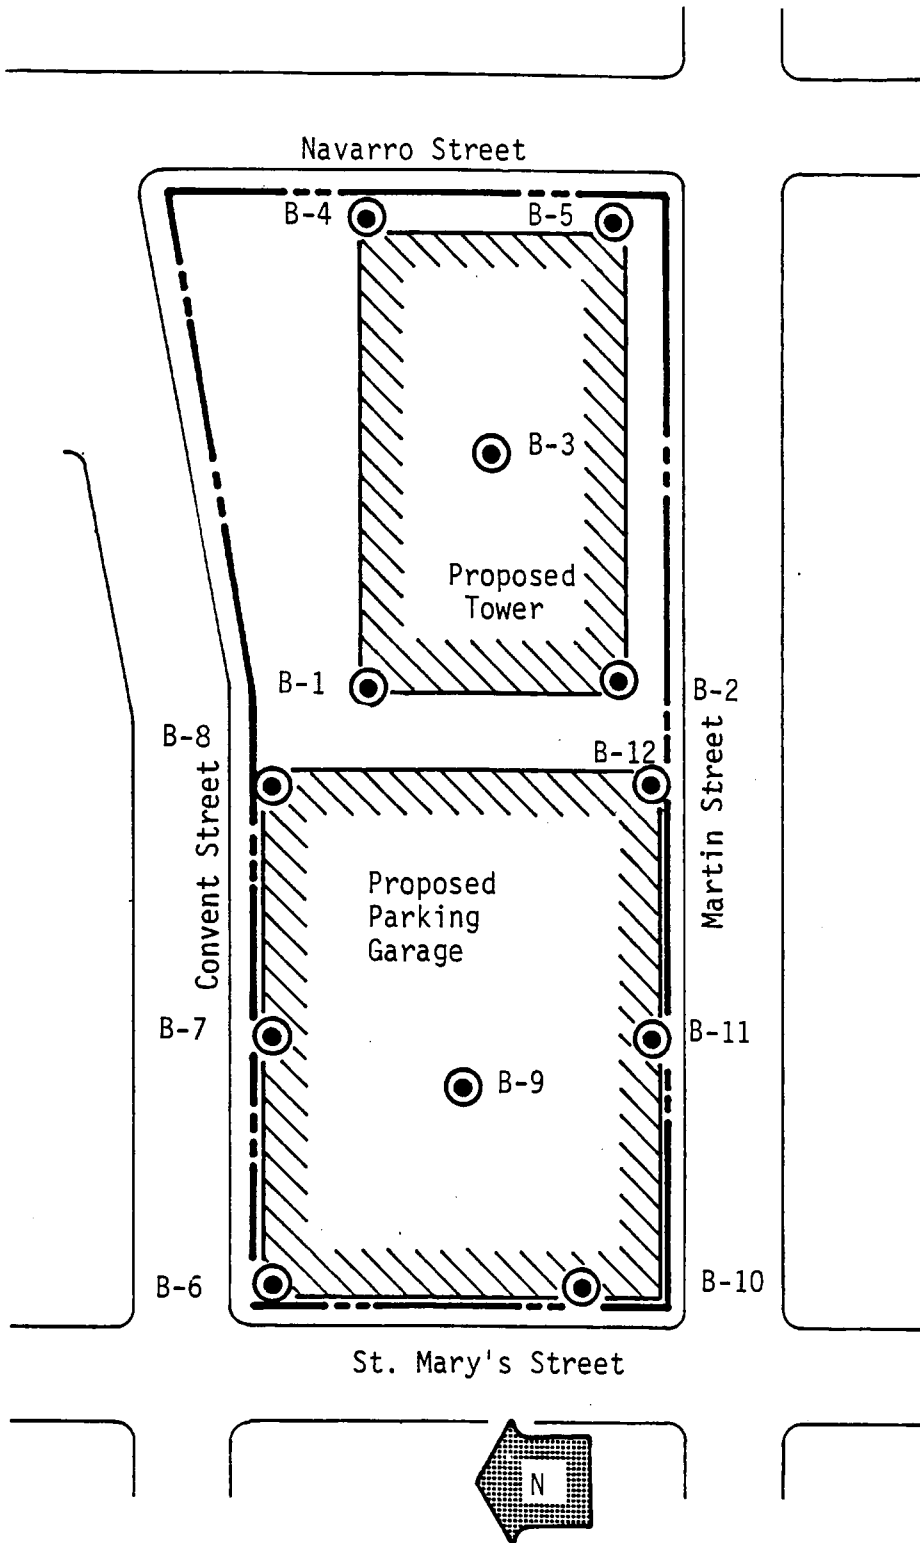 Navarro Street
B-4
B-5
B-3
Proposed
Tower
B-1
B-2
B-8
B-12
Convent Street
Martin Street
Proposed
Parking
Garage
B-7
B-11
B-9
B-6
B-10
St. Mary's Street
N